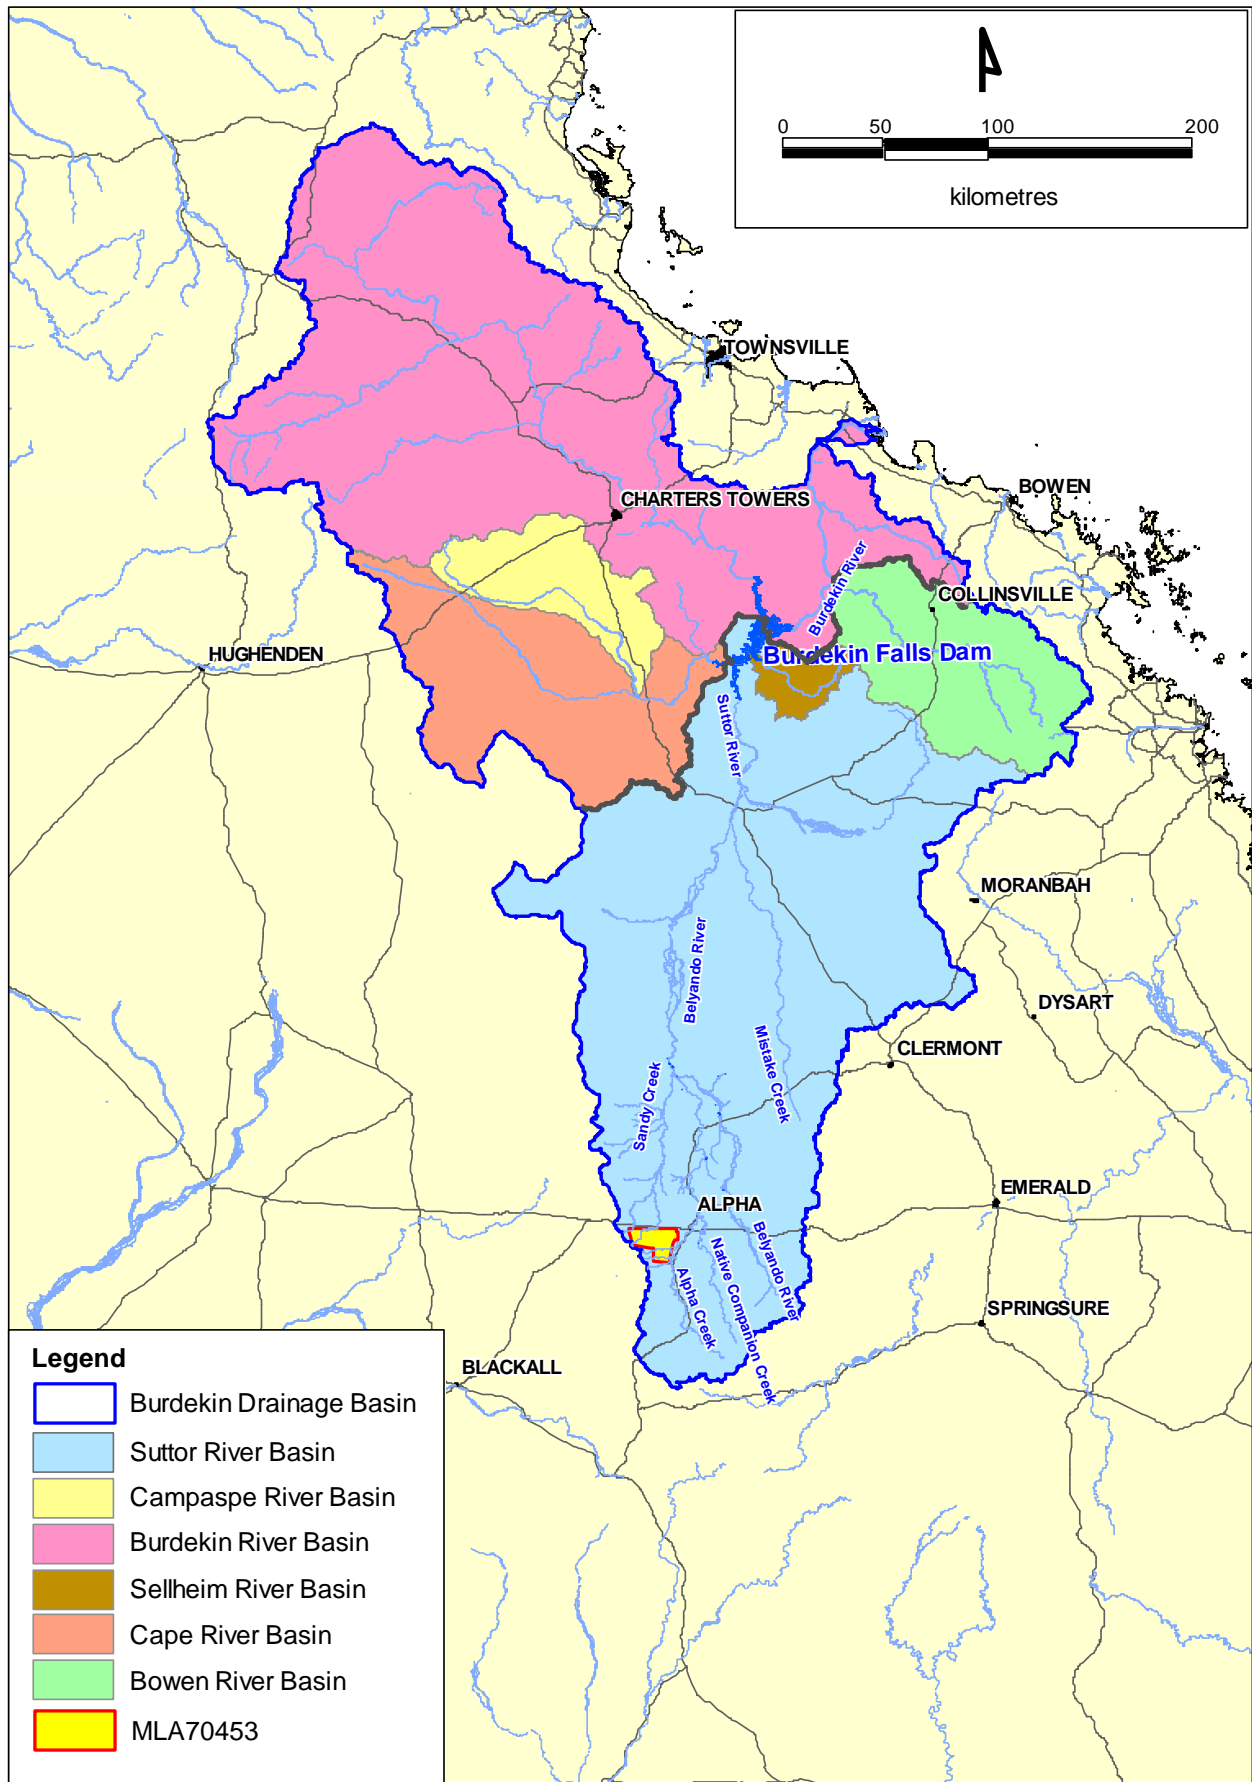 0 50 100 200
kilometres
TOWNSVILLE
BOWEN
CHARTERS TOWERS
Burdekin River
COLLINSVILLE
HUGHENDEN
Burdekin Falls Dam
Suttor River
MORANBAH
Belyando River
DYSART
Mistake Creek
CLERMONT
Sandy Creek
EMERALD
ALPHA
Belyando River
Native Companion Creek
Alpha Creek
SPRINGSURE
BLACKALL
Legend
Burdekin Drainage Basin
Suttor River Basin
Campaspe River Basin
Burdekin River Basin
Sellheim River Basin
Cape River Basin
Bowen River Basin
MLA70453